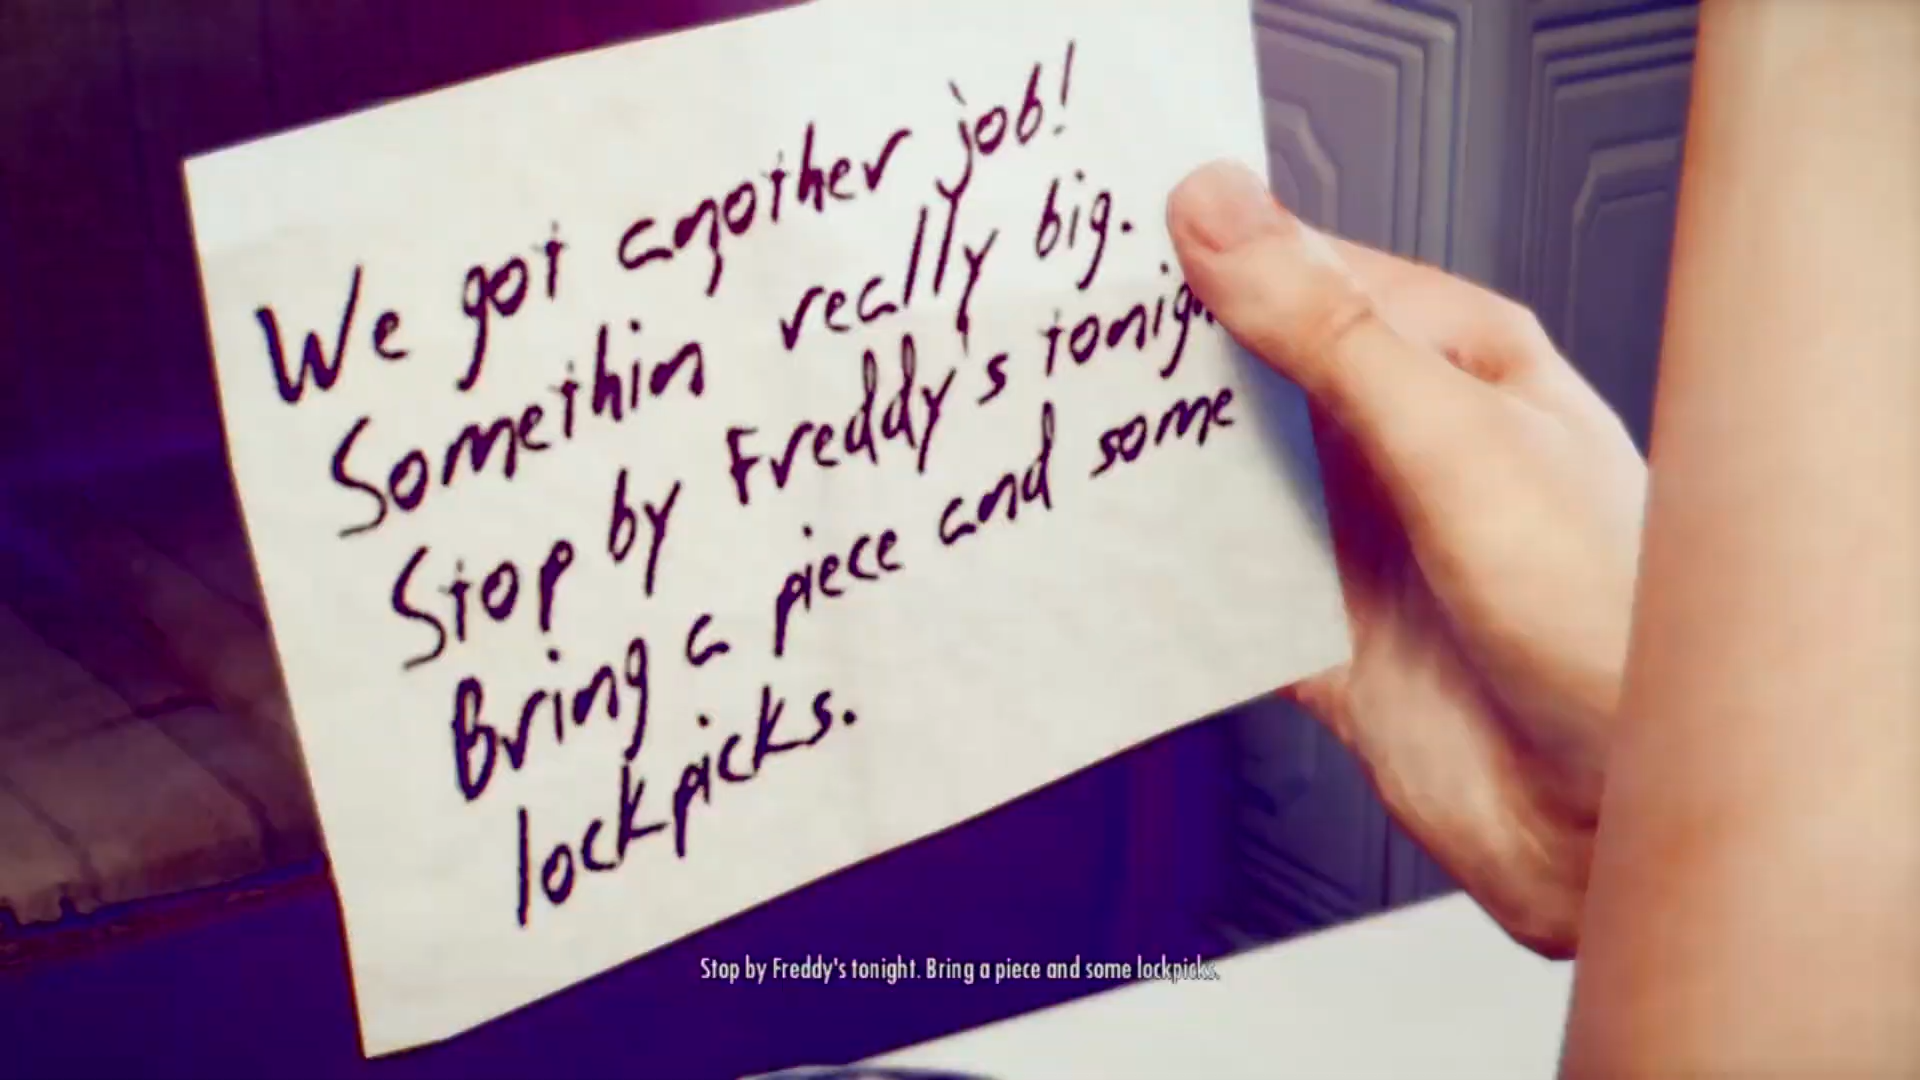 We got another job!
Somethin really big.
Stop by Freddy's
Bring a piece and some
lockpicks.
Stop by Freddy's tonight. Bring a piece and some lockpicks.